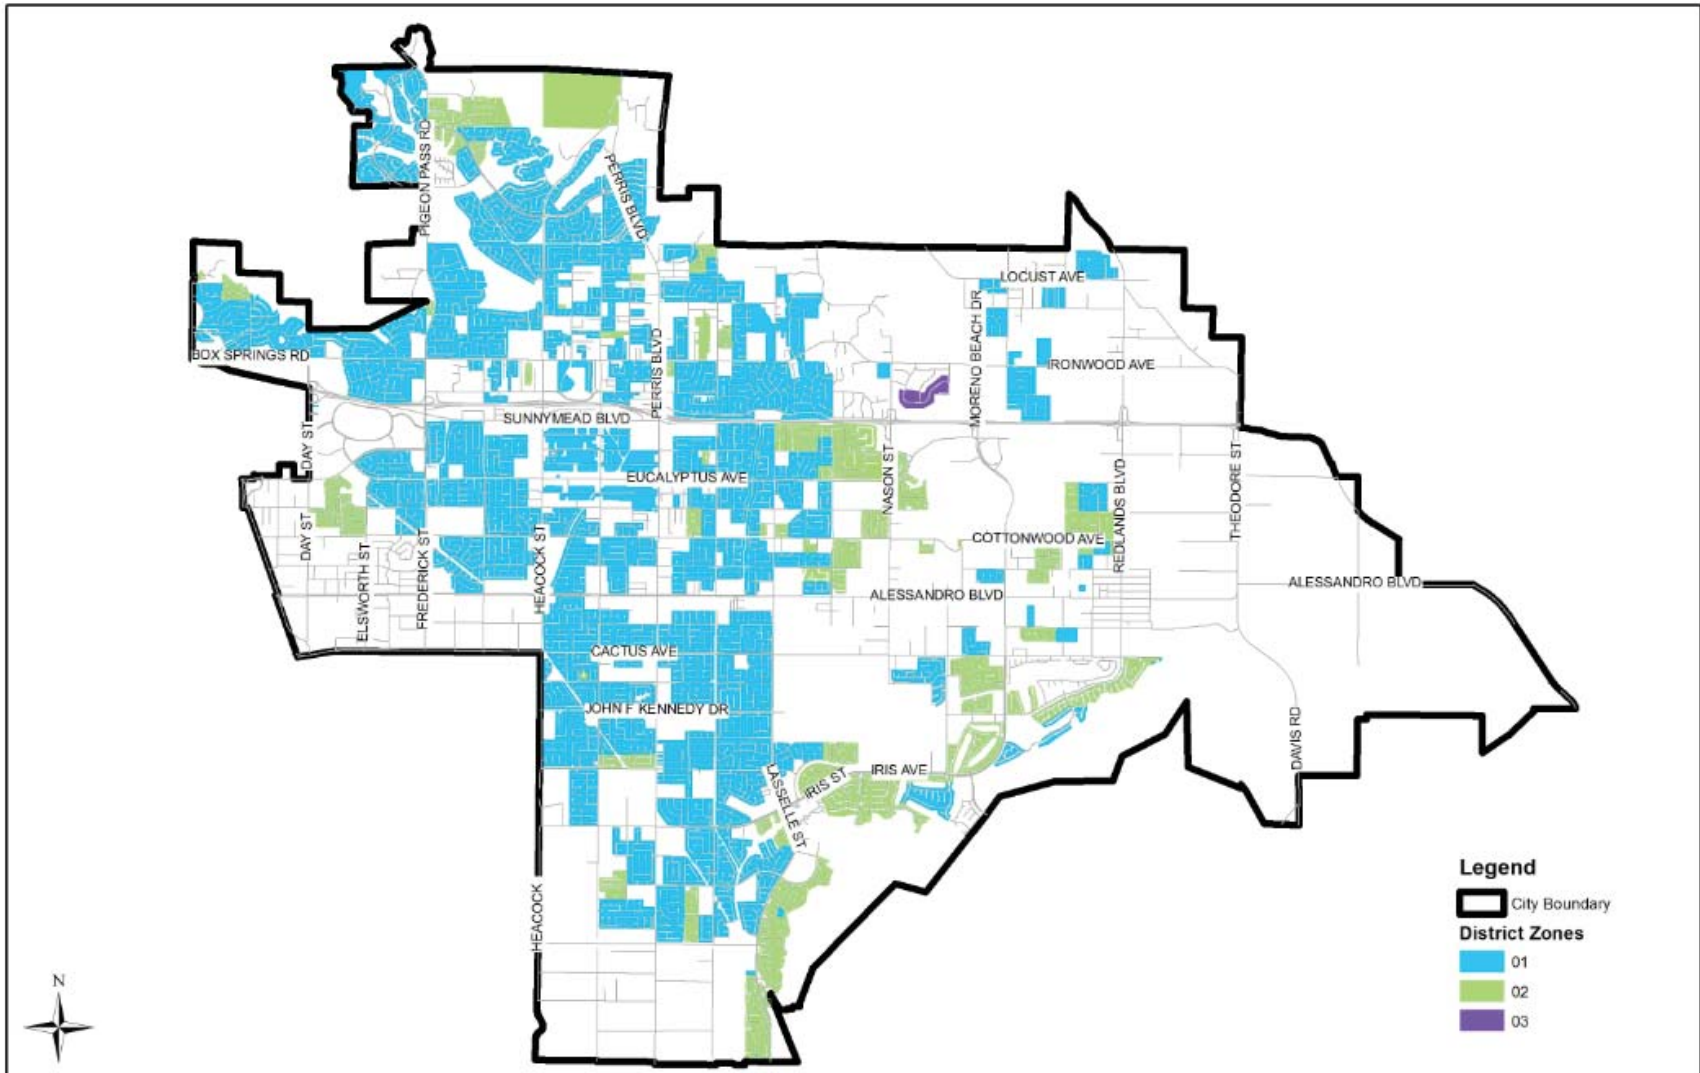 PIGEON PASS RD
PERRIS BLVD
LOCUST AVE
MORENO BEACH DR
BOX SPRINGS RD
PERRIS BLVD
IRONWOOD AVE
SUNNYMEAD BLVD
DAY ST
EUCALYPTUS AVE
NASON ST
REDLANDS BLVD
THEODORE ST
DAY ST
ELSWORTH ST
FREDERICK ST
HEACOCK ST
COTTONWOOD AVE
ALESSANDRO BLVD
ALESSANDRO BLVD
CACTUS AVE
JOHN F KENNEDY DR
DAVIS RD
LASSELLE ST
IRIS ST
IRIS AVE
HEACOCK
Legend
City Boundary
District Zones
01
02
03
N